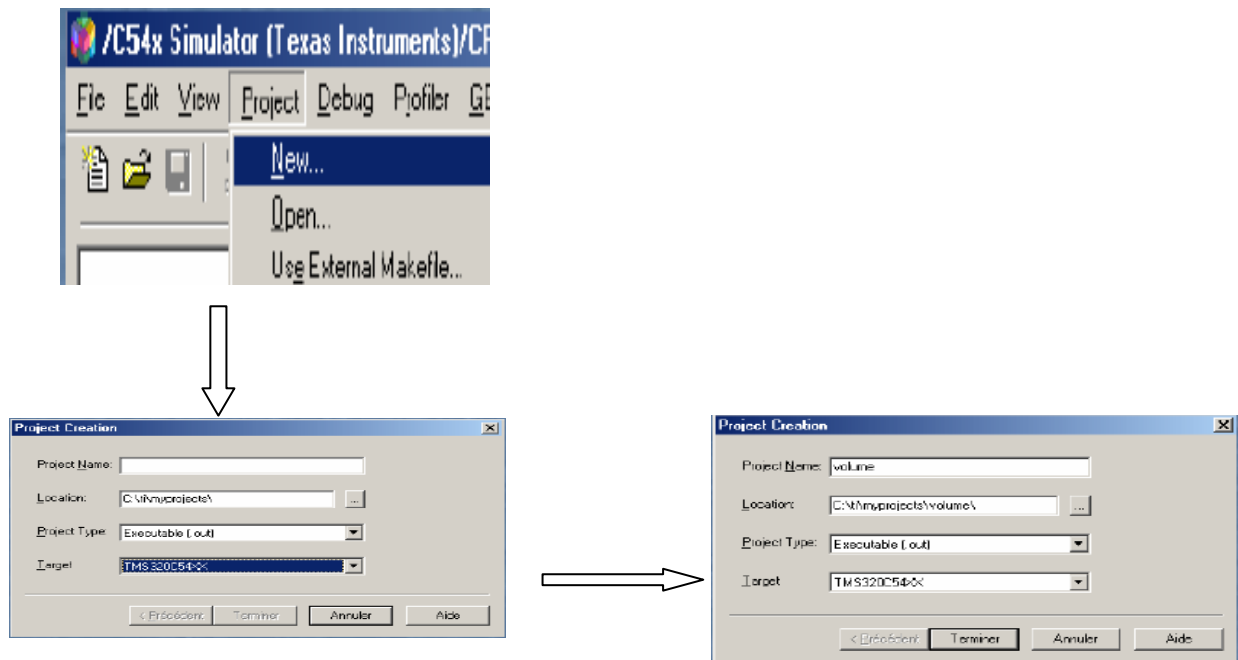 /C54x Simulator (Texas Instruments)/CP
File Edit View Project Debug Profiler GE
New...
Open...
Use External Makefile...
Project Creation
Project Name:
Location: C:\ti\myprojects\ ...
Project Type: Executable (.out)
Target TMS320C54XX
< Précédent Terminer Annuler Aide
Project Creation
Project Name: volume
Location: C:\ti\myprojects\volume\ ...
Project Type: Executable (.out)
Target TMS320C54XX
< Précédent Terminer Annuler Aide